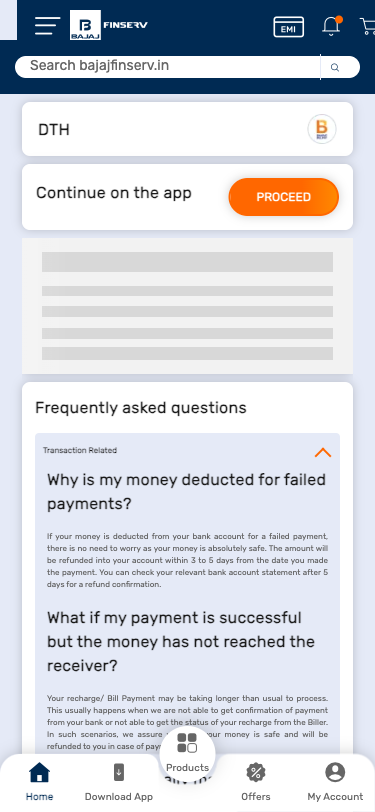 BAJAJ FINSERV
EMI
Search bajajfinserv.in
DTH
B
Continue on the app
PROCEED
Frequently asked questions
Transaction Related
Why is my money deducted for failed
payments?
If your money is deducted from your bank account for a failed payment,
there is no need to worry as your money is absolutely safe. The amount will
be refunded into your account within 3 to 5 days from the date you made
the payment. You can check your relevant bank account statement after 5
days for a refund confirmation.
What if my payment is successful
but the money has not reached the
receiver?
Your recharge/ Bill Payment may be taking longer than usual to process.
This usually happens when we are not able to get confirmation of payment
from your bank or not able to get the status of your recharge from the Biller.
In such scenarios, we assure your money is safe and will be
refunded to you in case of
Products
Home
Download App
Offers
My Account